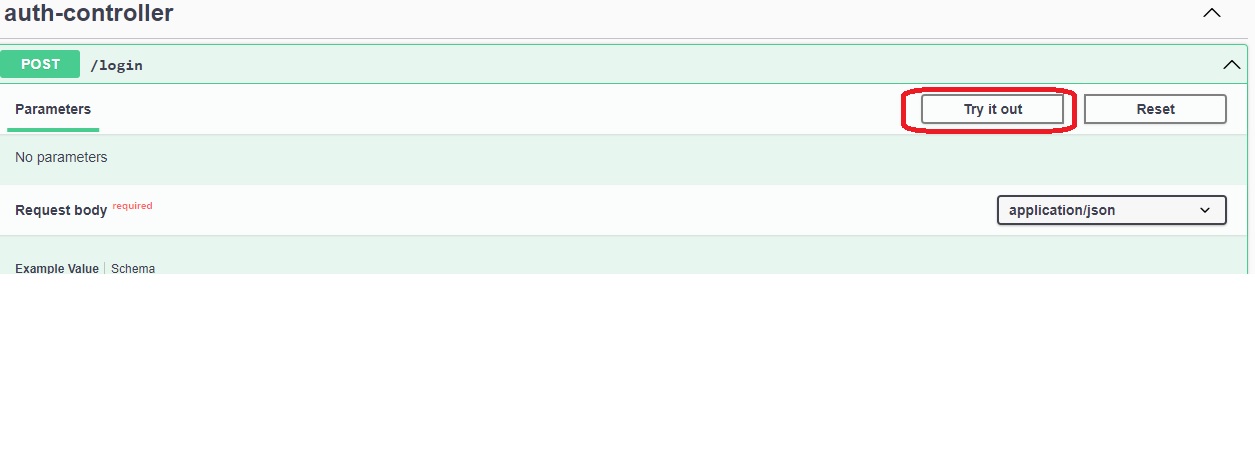 auth-controller
POST /login
Parameters Try it out Reset
No parameters
Request body required application/json
Example Value Schema